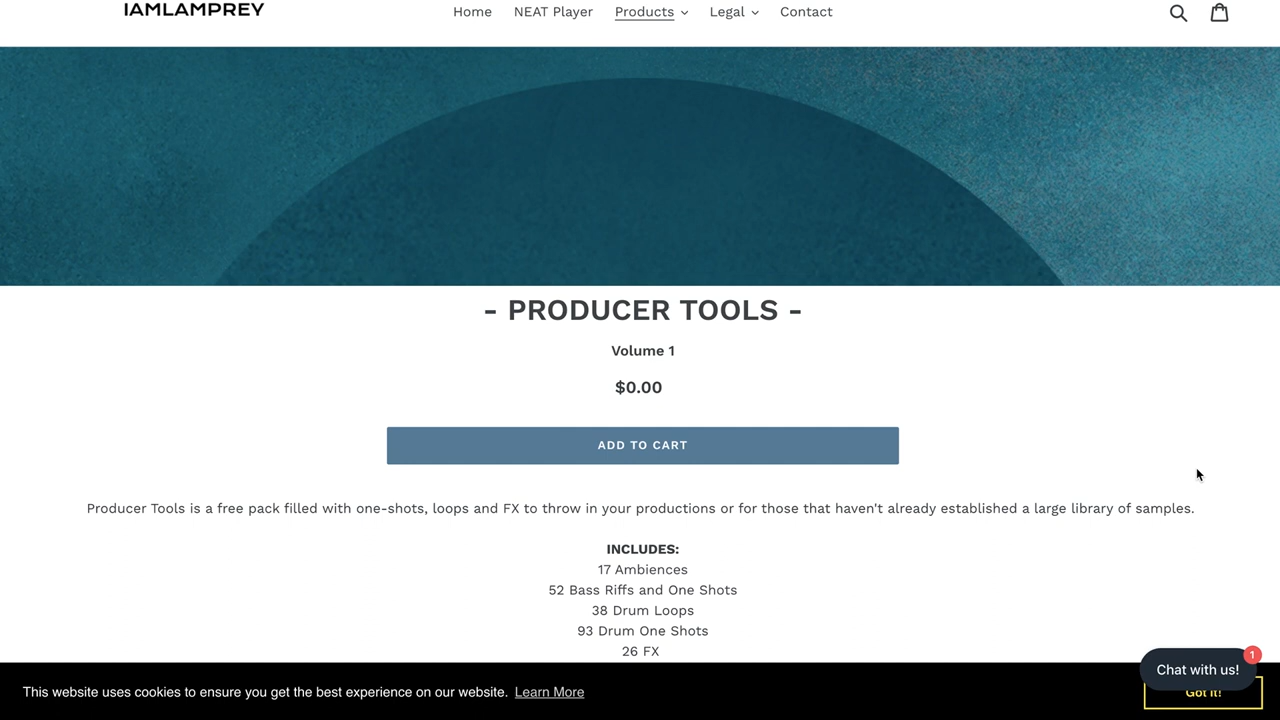 IAMLAMPREY
Home NEAT Player Products Legal Contact
- PRODUCER TOOLS -
Volume 1
$0.00
ADD TO CART
Producer Tools is a free pack filled with one-shots, loops and FX to throw in your productions or for those that haven't already established a large library of samples.
INCLUDES:
17 Ambiences
52 Bass Riffs and One Shots
38 Drum Loops
93 Drum One Shots
26 FX
1
Chat with us!
This website uses cookies to ensure you get the best experience on our website. Learn More
Got it!